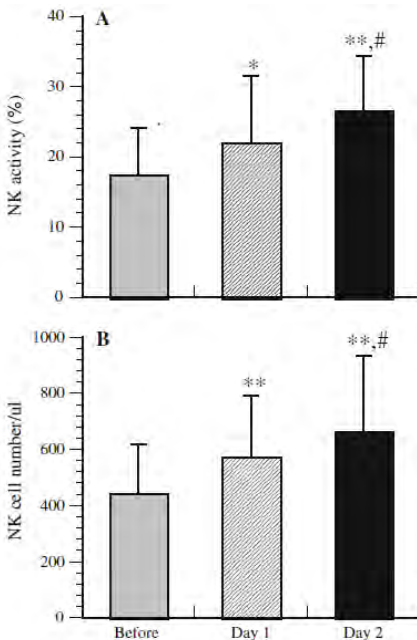 A
NK activity (%)
40
30
20
10
0
*
**,#
B
NK cell number/ul
1000
800
600
400
200
0
**
**,#
Before
Day 1
Day 2